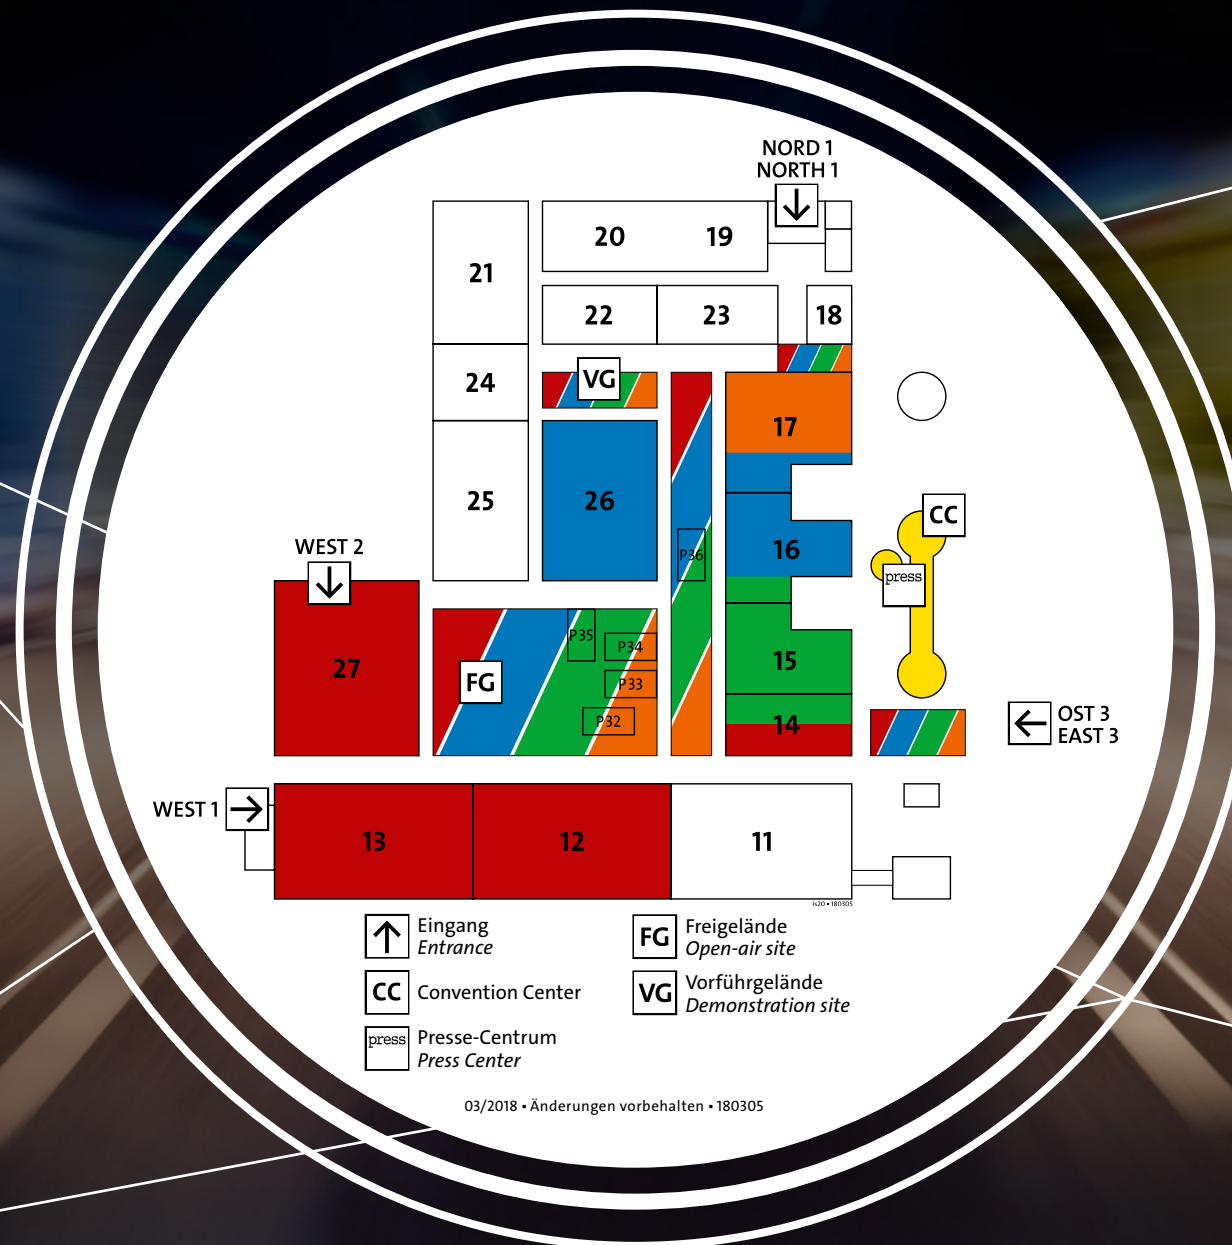 NORD 1
NORTH 1
20
19
21
22
23
18
24
VG
17
25
26
CC
WEST 2
P36
16
press
P35
P34
27
FG
P33
15
P32
14
OST 3
EAST 3
WEST 1
13
12
11
is20 • 180305
Eingang
Entrance
FG
Freigelände
Open-air site
CC
Convention Center
VG
Vorführgelände
Demonstration site
press
Presse-Centrum
Press Center
03/2018 • Änderungen vorbehalten • 180305